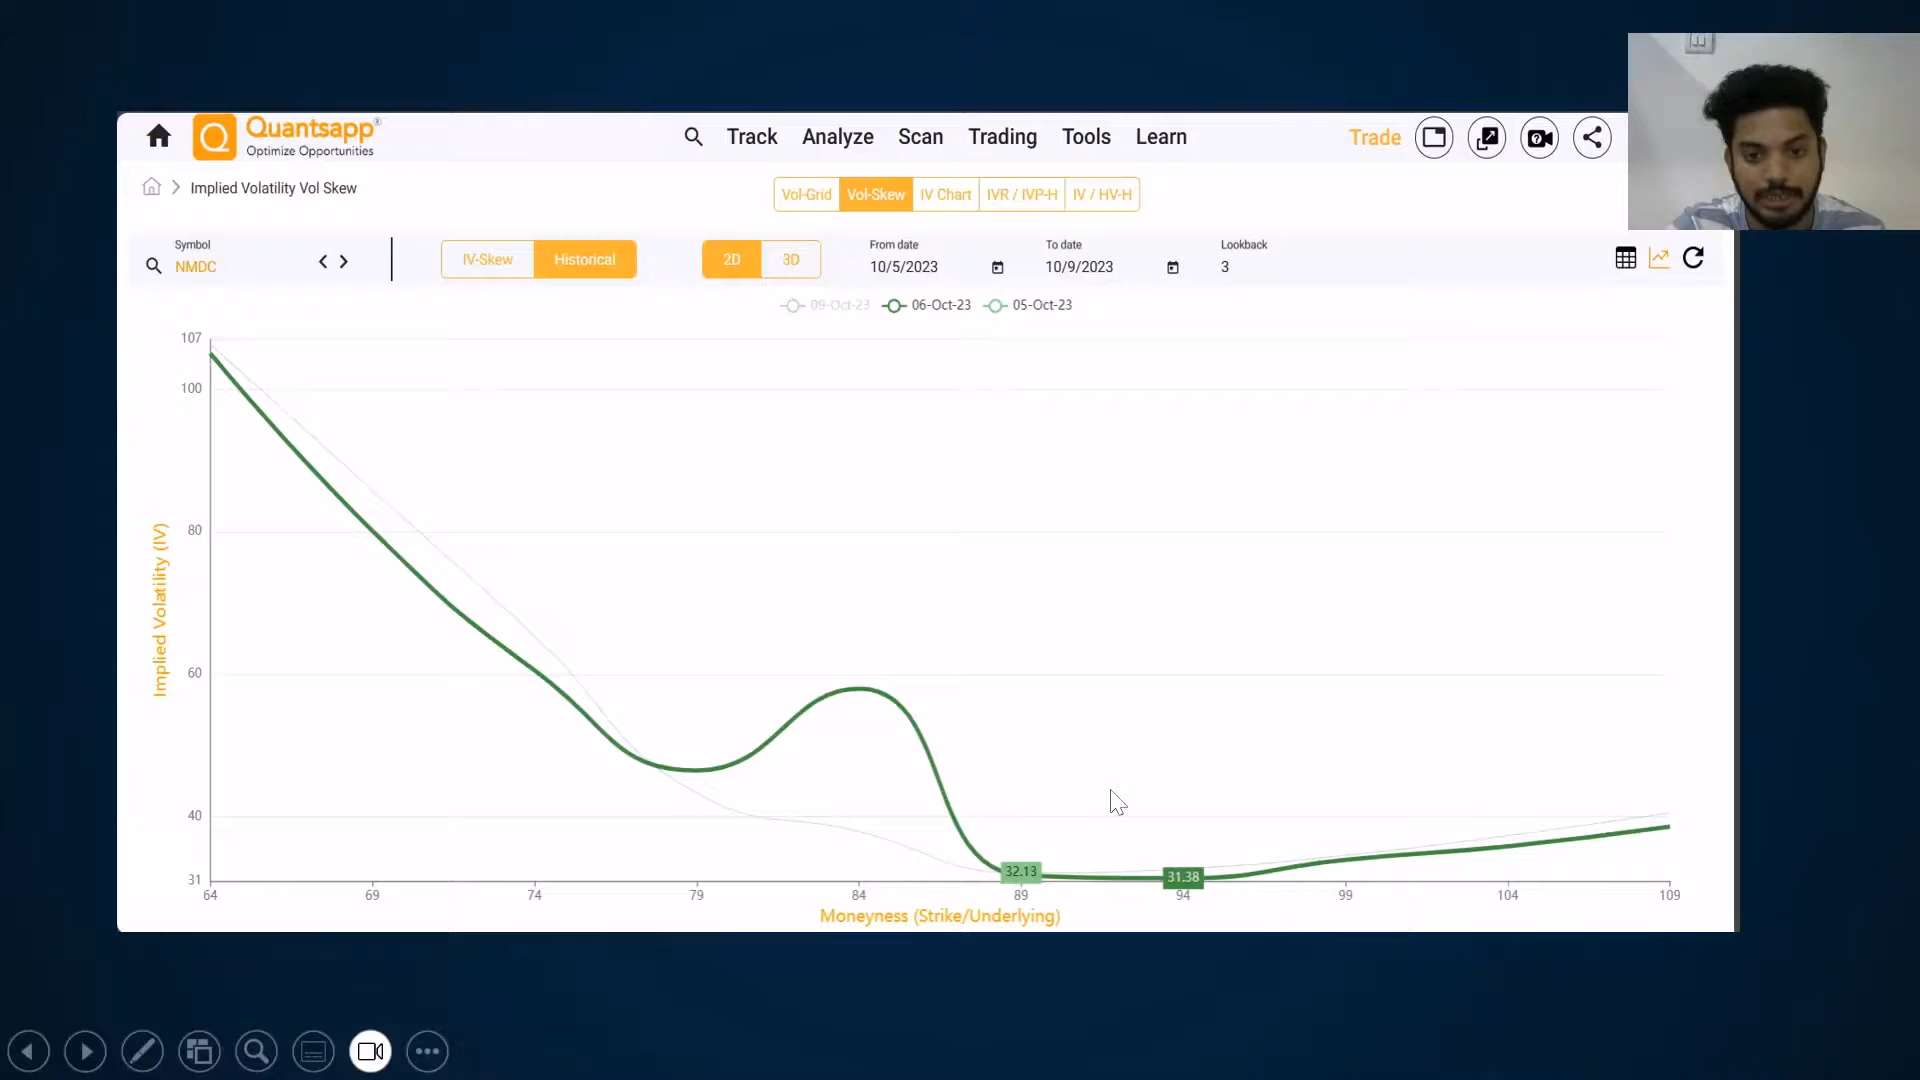 Quantsapp®
Optimize Opportunities
Track Analyze Scan Trading Tools Learn
Trade
Implied Volatility Vol Skew
Vol-Grid Vol-Skew IV Chart IVR / IVP-H IV / HV-H
Symbol
NMDC
IV-Skew Historical
2D 3D
From date
10/5/2023
To date
10/9/2023
Lookback
3
09-Oct-23 06-Oct-23 05-Oct-23
107
100
80
60
40
31
Implied Volatility (IV)
32.13
31.38
64 69 74 79 84 89 94 99 104 109
Moneyness (Strike/Underlying)